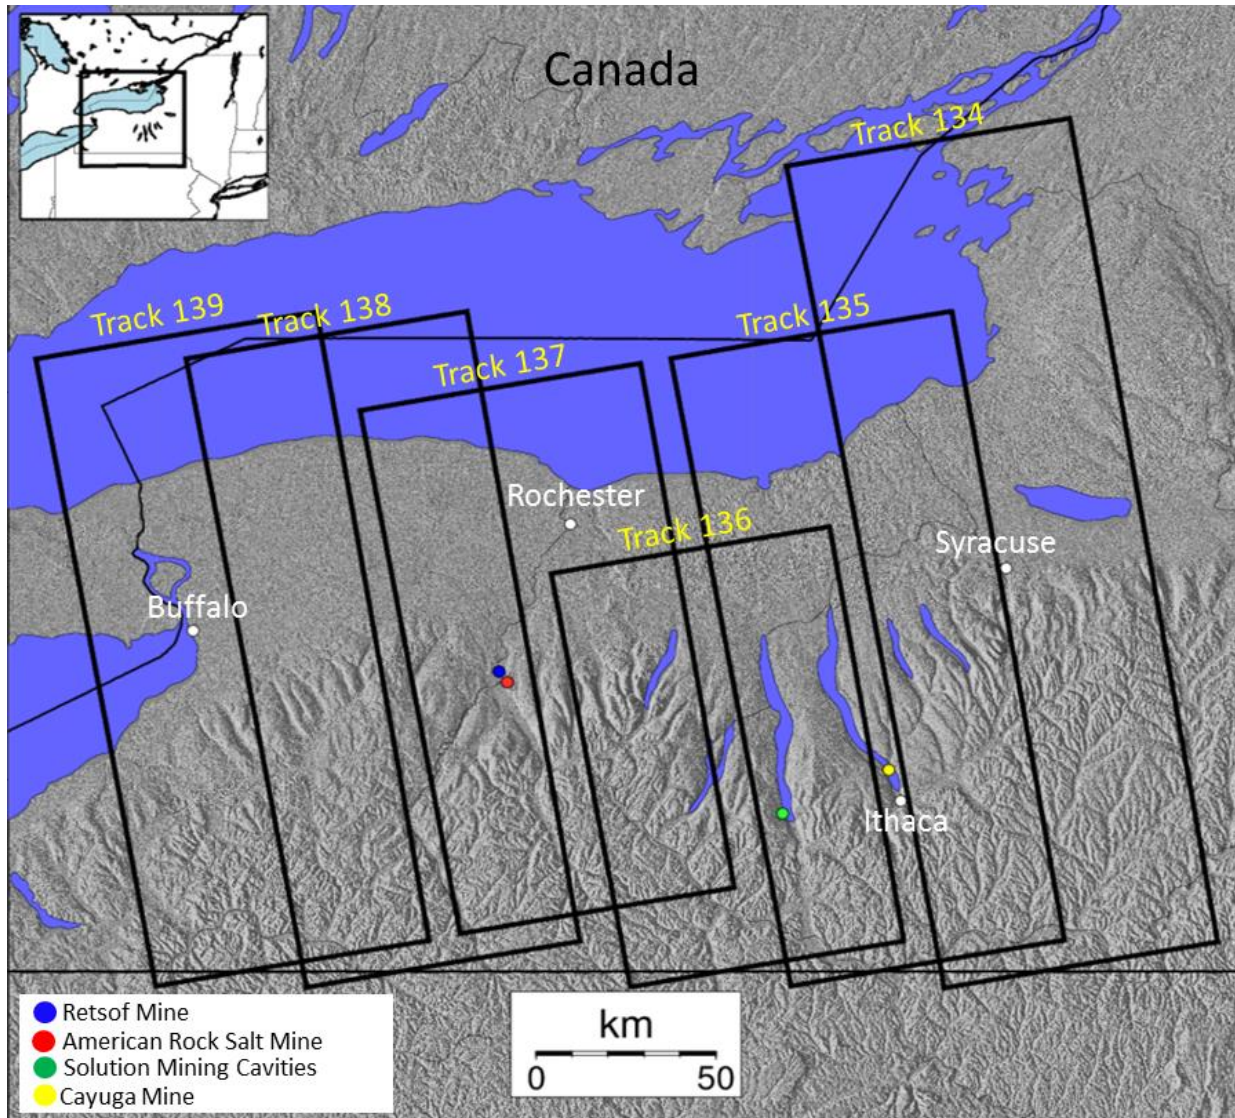 Canada
Track 134
Track 139
Track 138
Track 135
Track 137
Rochester
Track 136
Syracuse
Buffalo
Ithaca
Retsof Mine
American Rock Salt Mine
Solution Mining Cavities
Cayuga Mine
km
0 50